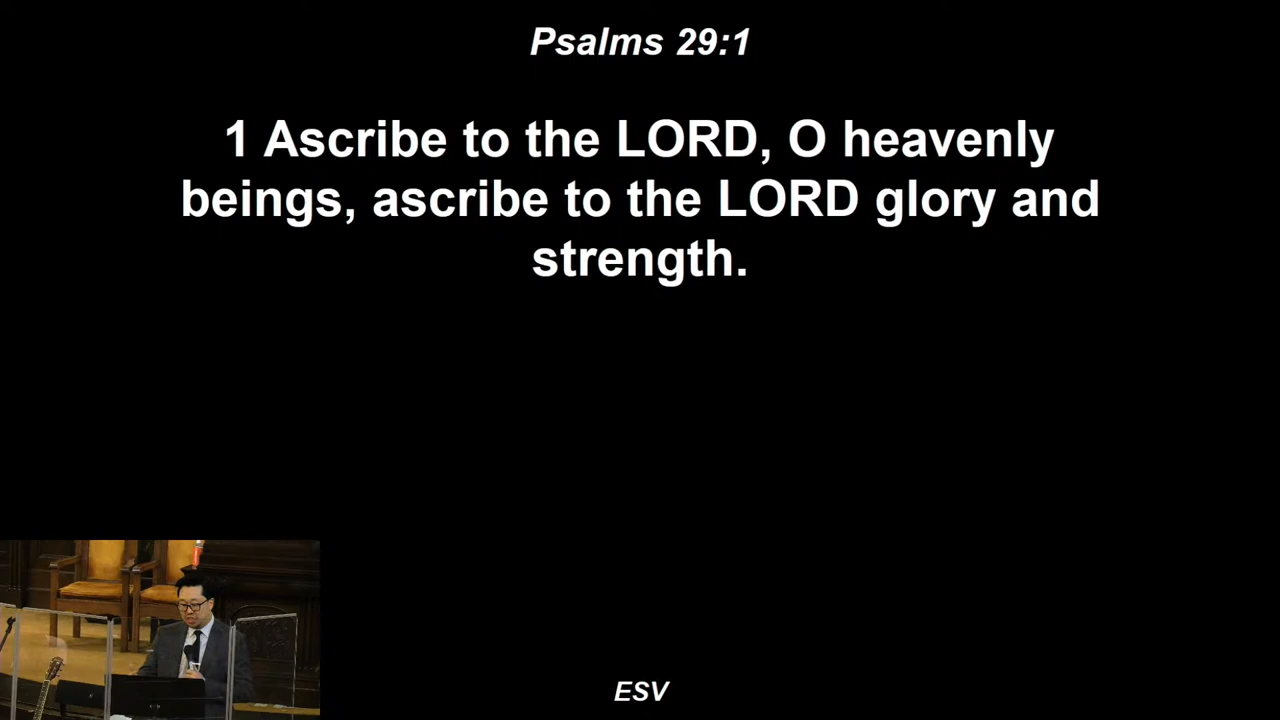 Psalms 29:1
1 Ascribe to the LORD, O heavenly
beings, ascribe to the LORD glory and
strength.
ESV